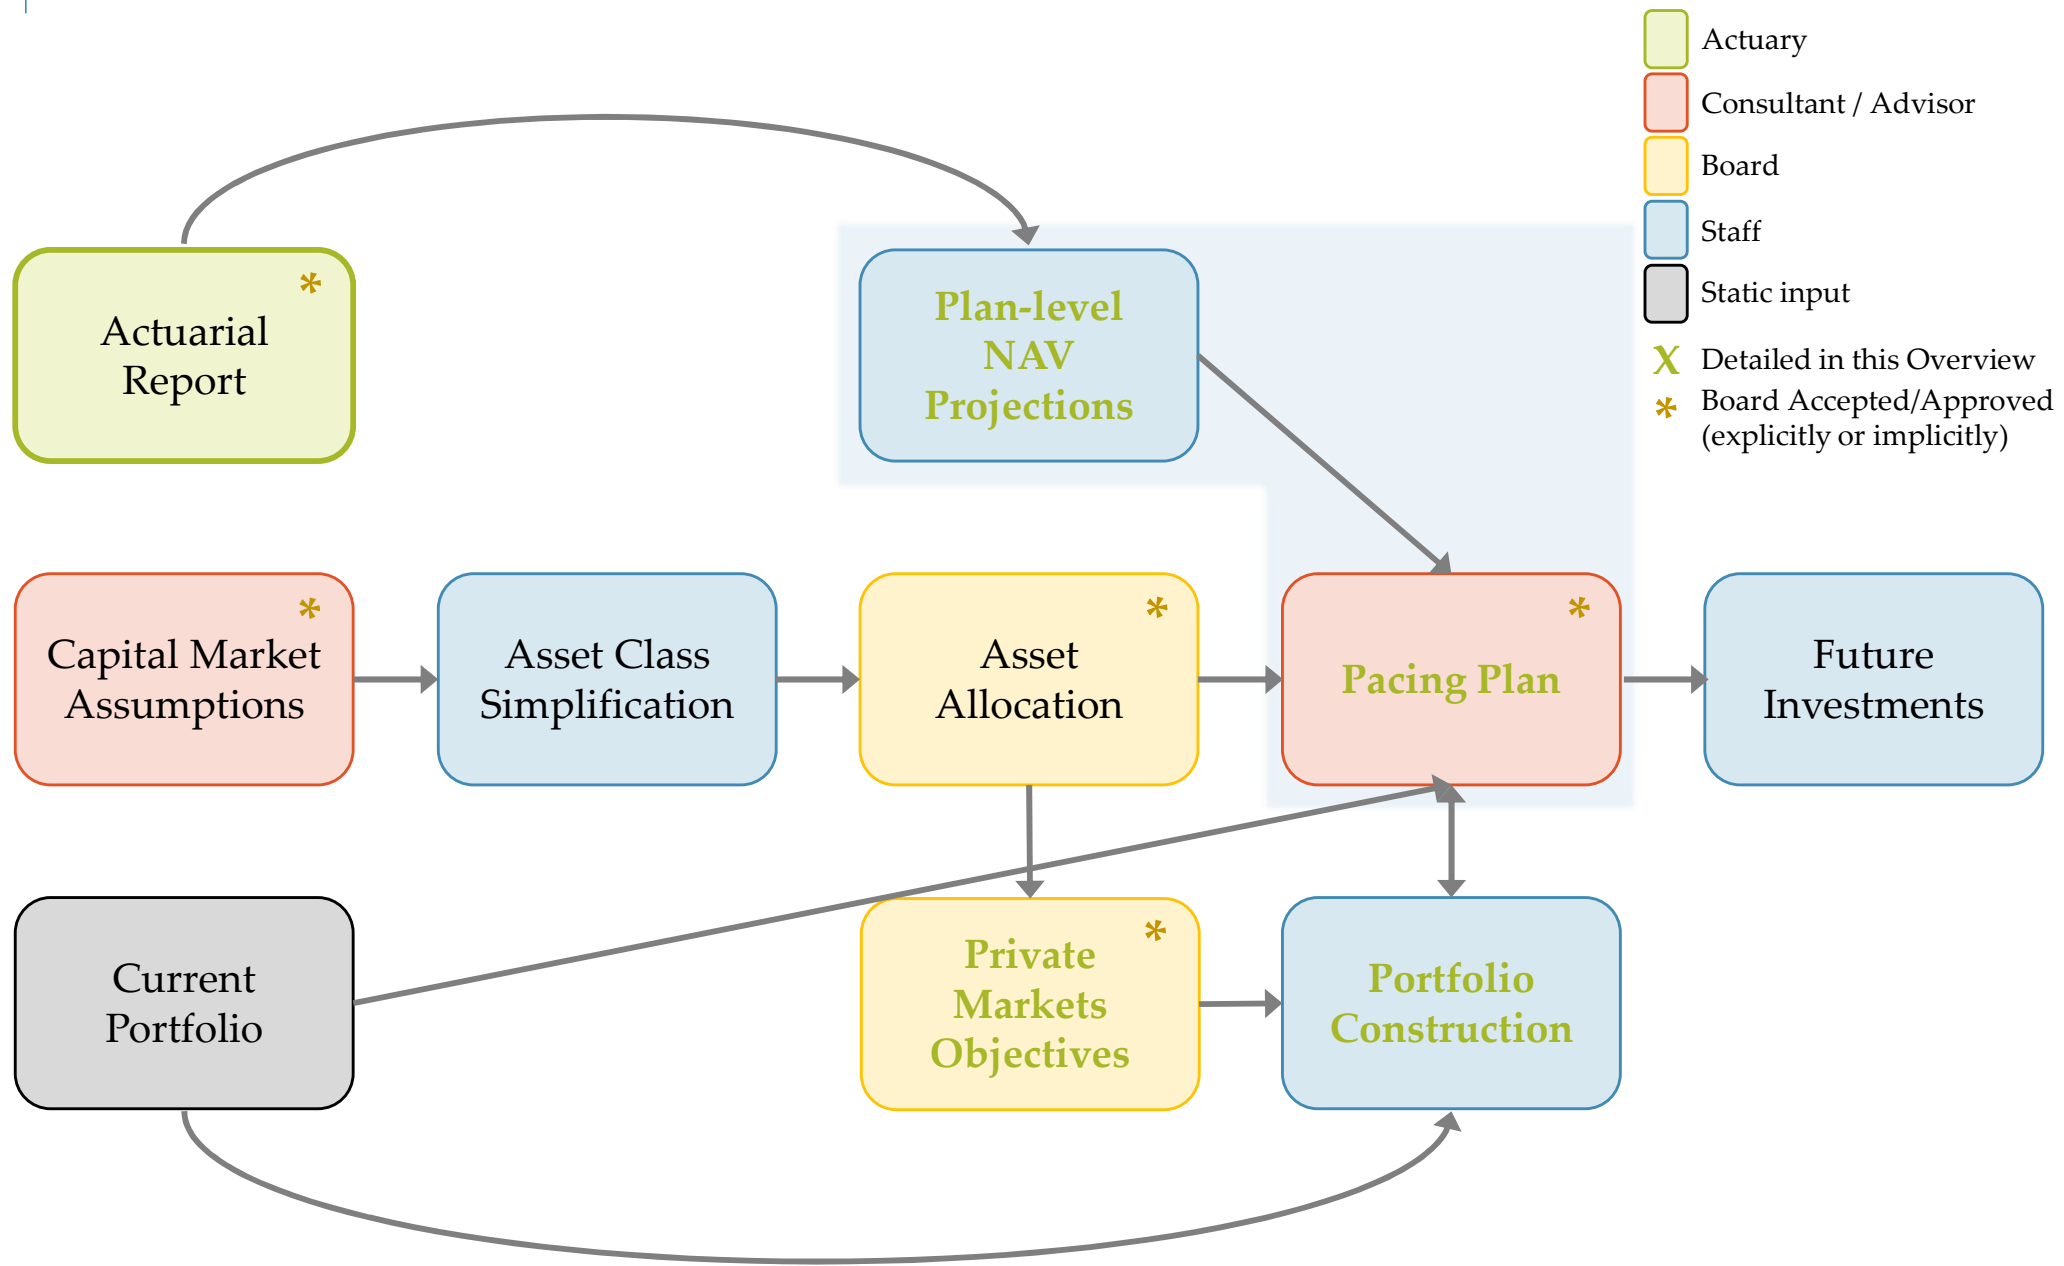 Actuary
Consultant / Advisor
Board
Staff
Static input
X Detailed in this Overview
* Board Accepted/Approved
(explicitly or implicitly)
*
Actuarial
Report
Plan-level
NAV
Projections
*
Capital Market
Assumptions
Asset Class
Simplification
*
Asset
Allocation
*
Pacing Plan
Future
Investments
Current
Portfolio
*
Private
Markets
Objectives
Portfolio
Construction